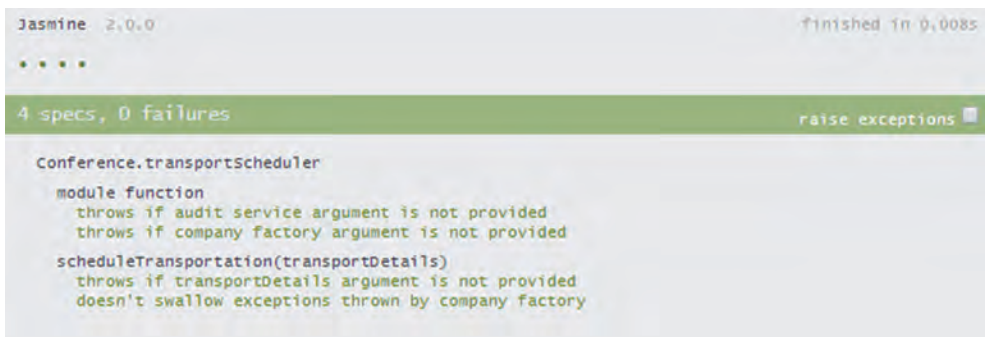 Jasmine 2.0.0 finished in 0.008s
4 specs, 0 failures raise exceptions
Conference.transportScheduler
module function
throws if audit service argument is not provided
throws if company factory argument is not provided
scheduleTransportation(transportDetails)
throws if transportDetails argument is not provided
doesn't swallow exceptions thrown by company factory